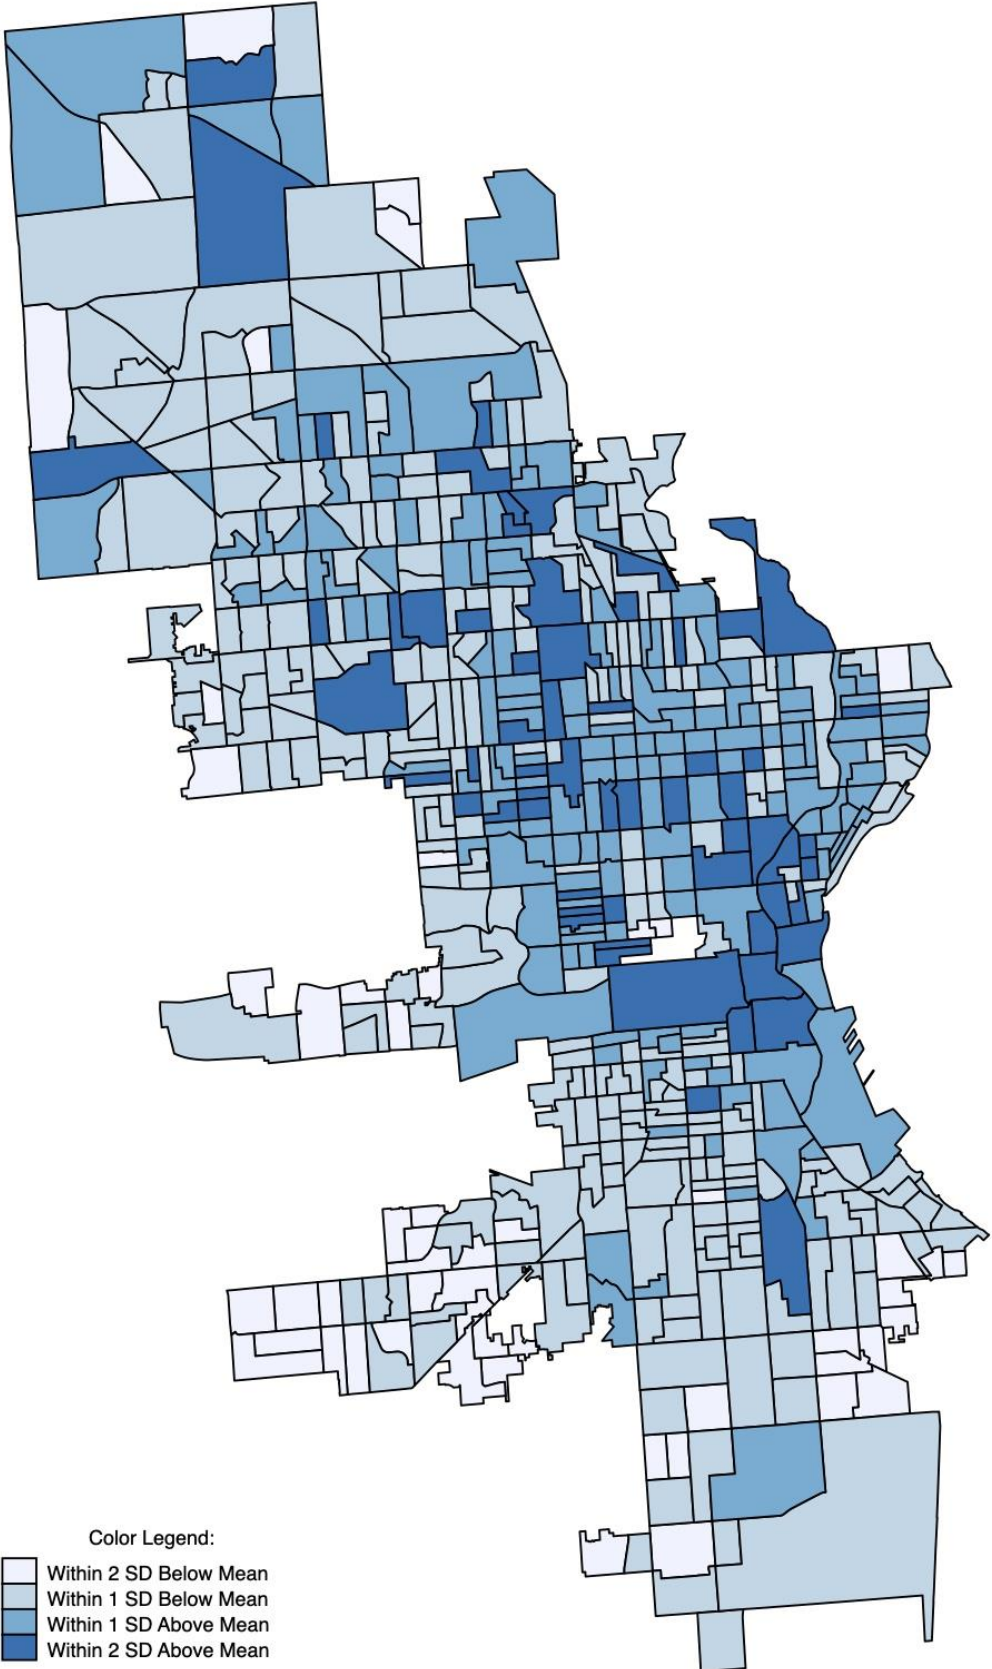 Color Legend:
Within 2 SD Below Mean
Within 1 SD Below Mean
Within 1 SD Above Mean
Within 2 SD Above Mean